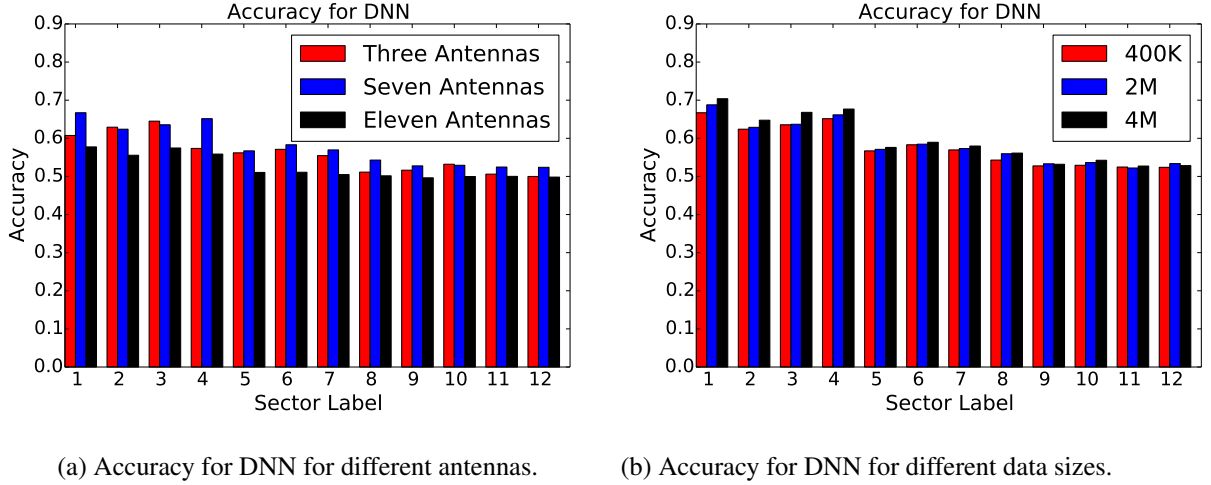 Accuracy for DNN
0.9
0.8
0.7
0.6
0.5
0.4
0.3
0.2
0.1
0.0
Accuracy
Three Antennas
Seven Antennas
Eleven Antennas
1 2 3 4 5 6 7 8 9 10 11 12
Sector Label
(a) Accuracy for DNN for different antennas.
Accuracy for DNN
0.9
0.8
0.7
0.6
0.5
0.4
0.3
0.2
0.1
0.0
Accuracy
400K
2M
4M
1 2 3 4 5 6 7 8 9 10 11 12
Sector Label
(b) Accuracy for DNN for different data sizes.